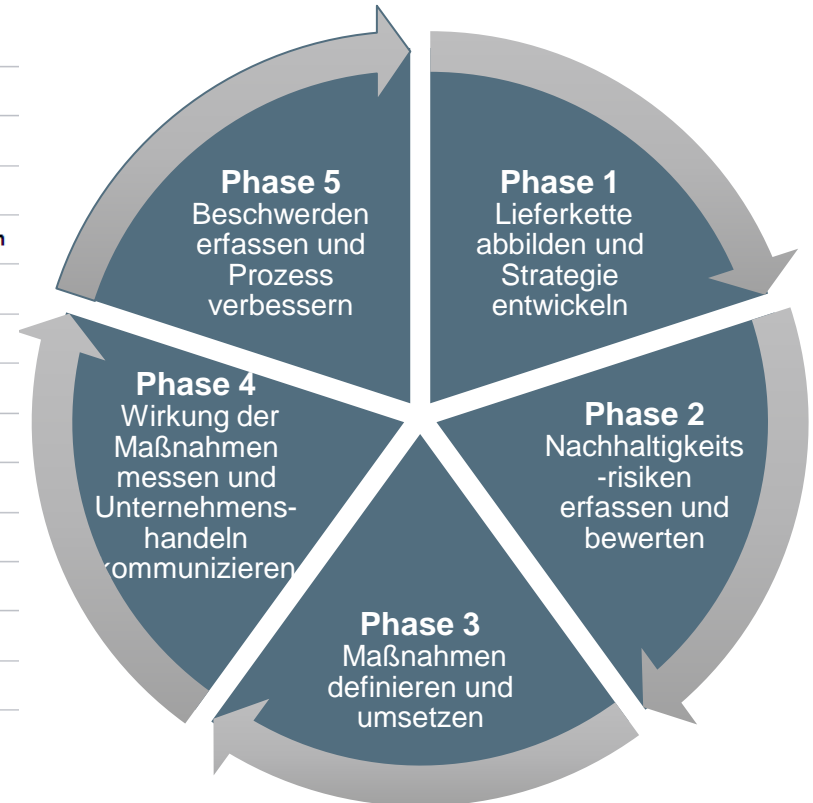 Phase 1
Lieferkette
abbilden und
Strategie
entwickeln
Phase 2
Nachhaltigkeits
-risiken
erfassen und
bewerten
Phase 3
Maßnahmen
definieren und
umsetzen
Phase 4
Wirkung der
Maßnahmen
messen und
Unternehmens-
handeln
kommunizieren
Phase 5
Beschwerden
erfassen und
Prozess
verbessern